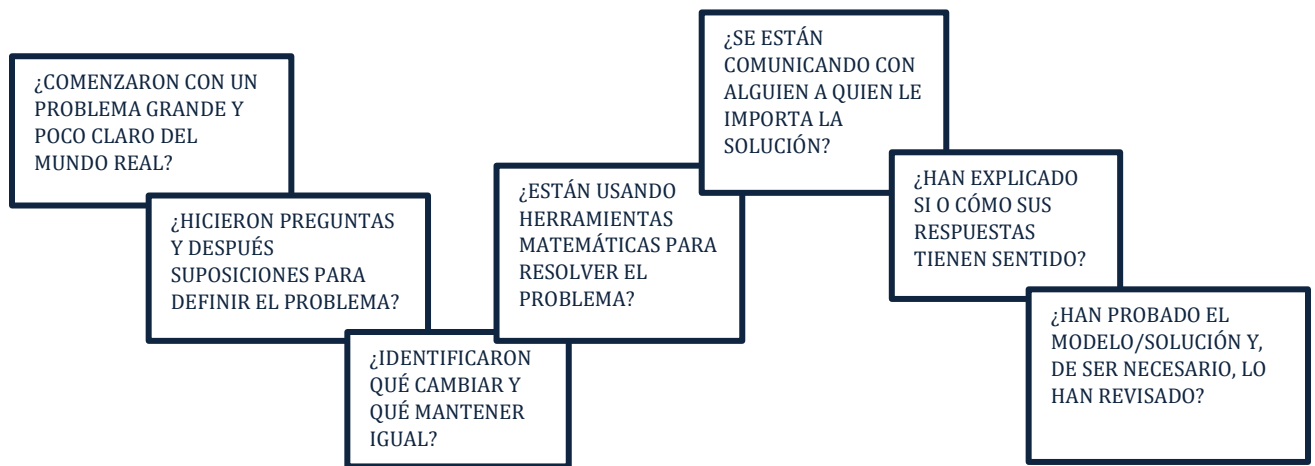 ¿COMENZARON CON UN
PROBLEMA GRANDE Y
POCO CLARO DEL
MUNDO REAL?
¿HICIERON PREGUNTAS
Y DESPUÉS
SUPOSICIONES PARA
DEFINIR EL PROBLEMA?
¿IDENTIFICARON
QUÉ CAMBIAR Y
QUÉ MANTENER
IGUAL?
¿ESTÁN USANDO
HERRAMIENTAS
MATEMÁTICAS PARA
RESOLVER EL
PROBLEMA?
¿SE ESTÁN
COMUNICANDO CON
ALGUIEN A QUIEN LE
IMPORTA LA
SOLUCIÓN?
¿HAN EXPLICADO
SI O CÓMO SUS
RESPUESTAS
TIENEN SENTIDO?
¿HAN PROBADO EL
MODELO/SOLUCIÓN Y,
DE SER NECESARIO, LO
HAN REVISADO?